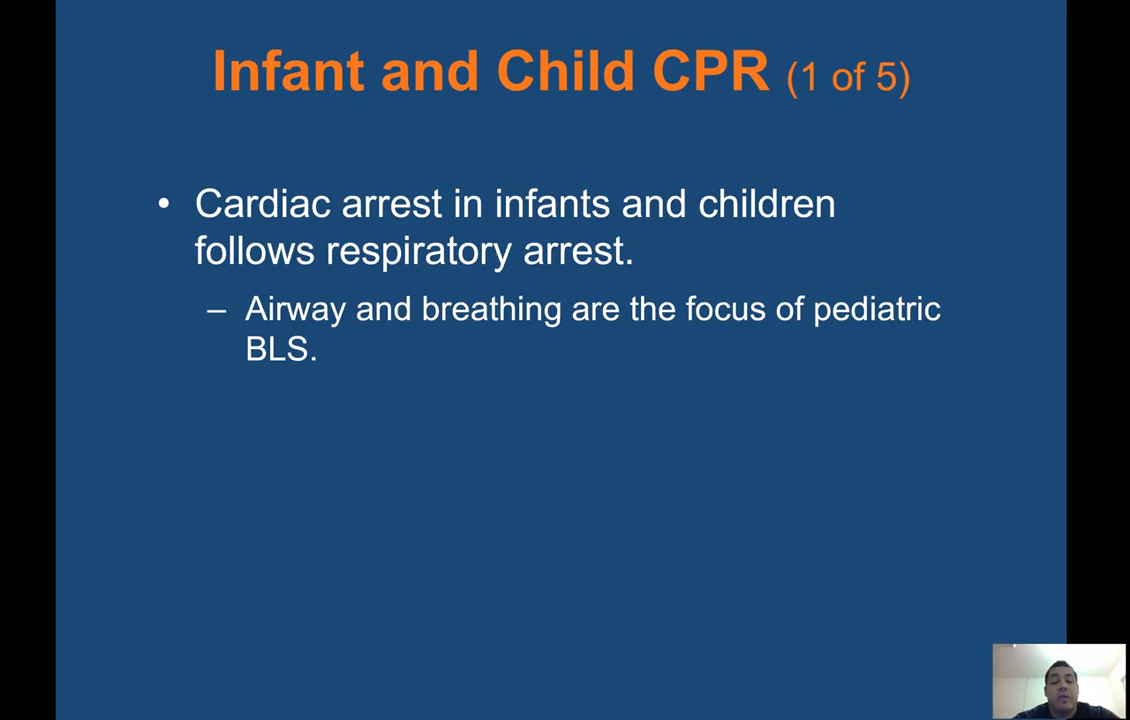 Infant and Child CPR (1 of 5)
• Cardiac arrest in infants and children
follows respiratory arrest.
– Airway and breathing are the focus of pediatric
BLS.